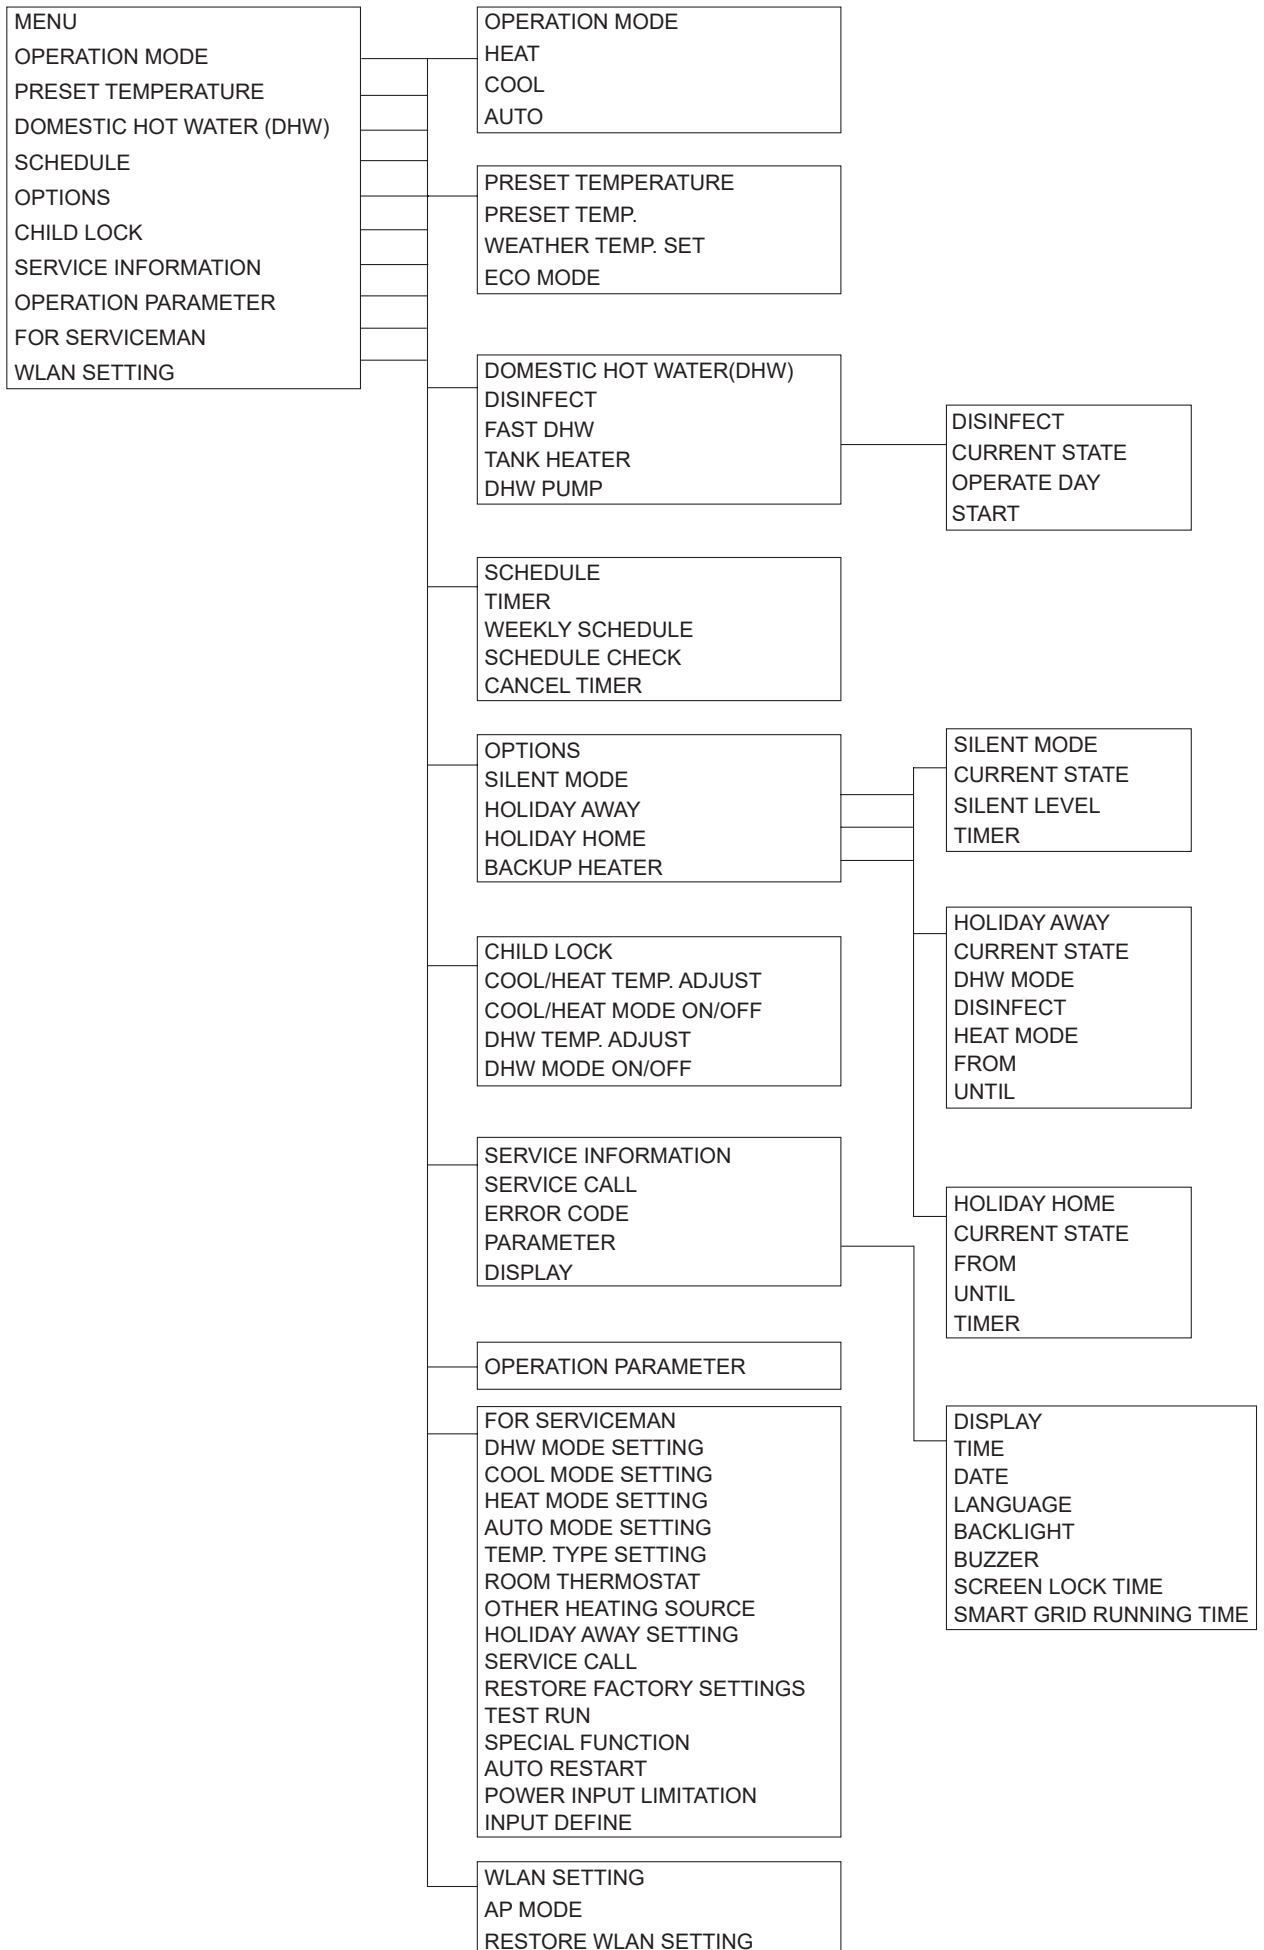 MENU
OPERATION MODE
PRESET TEMPERATURE
DOMESTIC HOT WATER (DHW)
SCHEDULE
OPTIONS
CHILD LOCK
SERVICE INFORMATION
OPERATION PARAMETER
FOR SERVICEMAN
WLAN SETTING
OPERATION MODE
HEAT
COOL
AUTO
PRESET TEMPERATURE
PRESET TEMP.
WEATHER TEMP. SET
ECO MODE
DOMESTIC HOT WATER(DHW)
DISINFECT
FAST DHW
TANK HEATER
DHW PUMP
DISINFECT
CURRENT STATE
OPERATE DAY
START
SCHEDULE
TIMER
WEEKLY SCHEDULE
SCHEDULE CHECK
CANCEL TIMER
OPTIONS
SILENT MODE
HOLIDAY AWAY
HOLIDAY HOME
BACKUP HEATER
SILENT MODE
CURRENT STATE
SILENT LEVEL
TIMER
HOLIDAY AWAY
CURRENT STATE
DHW MODE
DISINFECT
HEAT MODE
FROM
UNTIL
HOLIDAY HOME
CURRENT STATE
FROM
UNTIL
TIMER
CHILD LOCK
COOL/HEAT TEMP. ADJUST
COOL/HEAT MODE ON/OFF
DHW TEMP. ADJUST
DHW MODE ON/OFF
SERVICE INFORMATION
SERVICE CALL
ERROR CODE
PARAMETER
DISPLAY
DISPLAY
TIME
DATE
LANGUAGE
BACKLIGHT
BUZZER
SCREEN LOCK TIME
SMART GRID RUNNING TIME
OPERATION PARAMETER
FOR SERVICEMAN
DHW MODE SETTING
COOL MODE SETTING
HEAT MODE SETTING
AUTO MODE SETTING
TEMP. TYPE SETTING
ROOM THERMOSTAT
OTHER HEATING SOURCE
HOLIDAY AWAY SETTING
SERVICE CALL
RESTORE FACTORY SETTINGS
TEST RUN
SPECIAL FUNCTION
AUTO RESTART
POWER INPUT LIMITATION
INPUT DEFINE
WLAN SETTING
AP MODE
RESTORE WLAN SETTING